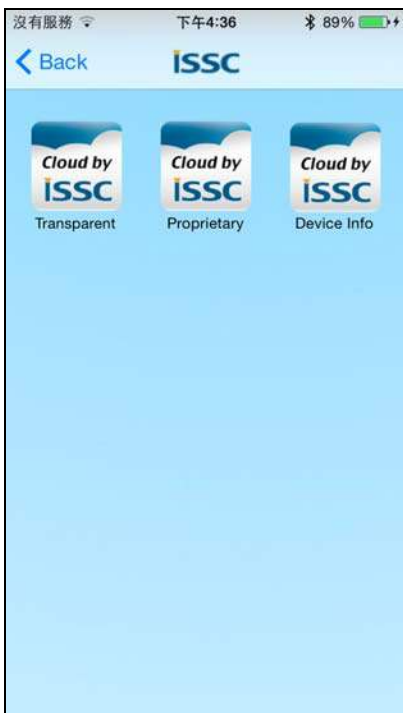 沒有服務 下午4:36 89%
Back ISSC
Cloud by Cloud by Cloud by
ISSC ISSC ISSC
Transparent Proprietary Device Info